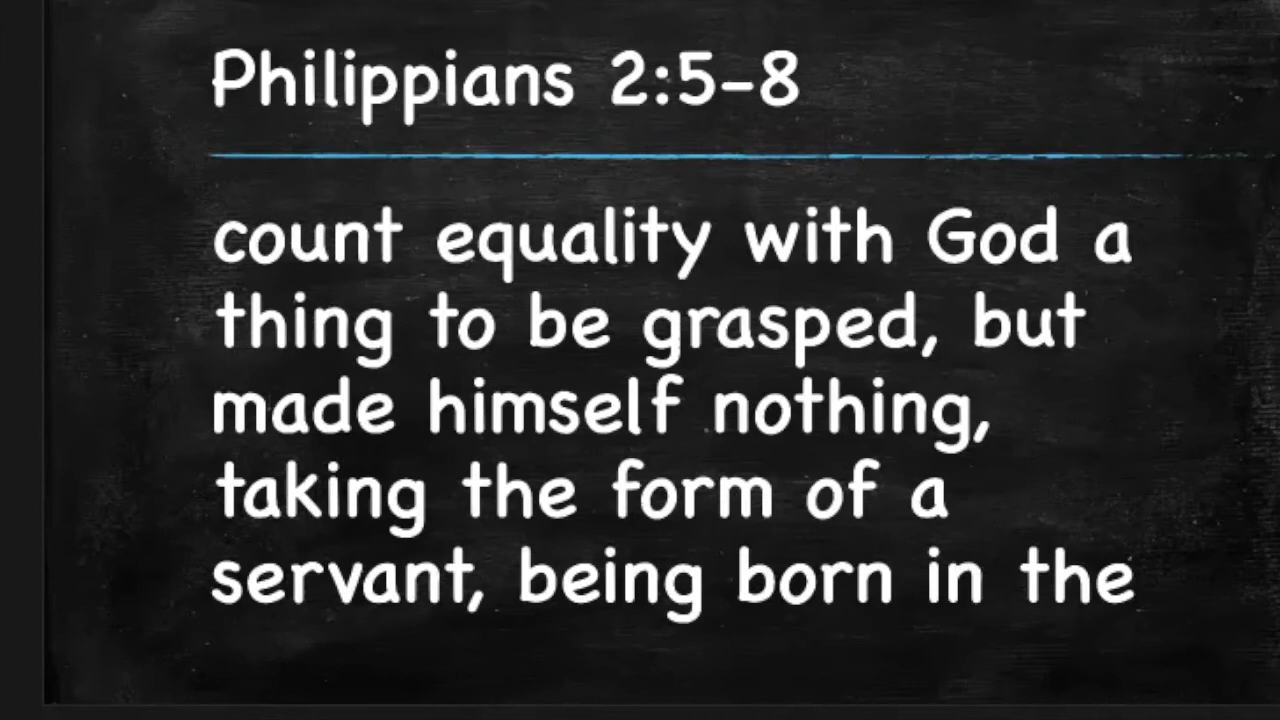 Philippians 2:5–8
count equality with God a
thing to be grasped, but
made himself nothing,
taking the form of a
servant, being born in the